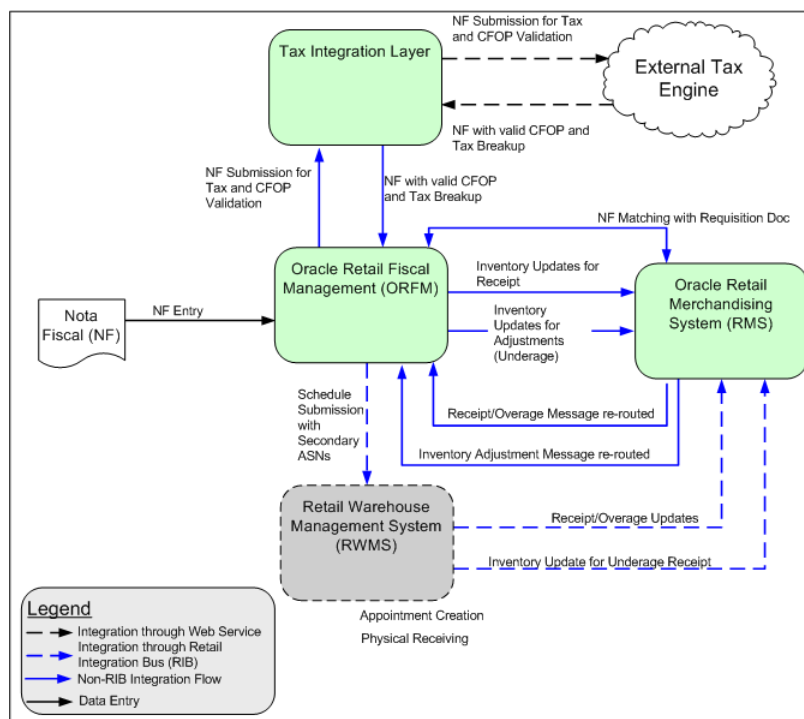 NF Submission for Tax
and CFOP Validation
Tax Integration Layer
External Tax
Engine
NF with valid CFOP and
Tax Breakup
NF Submission for
Tax and CFOP
Validation
NF with valid CFOP
and Tax Breakup
NF Matching with Requisition Doc
Oracle Retail Fiscal
Management (ORFM)
Inventory Updates for
Receipt
Oracle Retail
Merchandising
System (RMS)
Nota
Fiscal (NF)
NF Entry
Inventory
Updates for
Adjustments
(Underage)
Schedule
Submission
with
Secondary
ASNs
Receipt/Overage Message re-routed
Inventory Adjustment Message re-routed
Retail Warehouse
Management System
(RWMS)
Receipt/Overage Updates
Inventory Update for Underage Receipt
Appointment Creation
Physical Receiving
Legend
Integration through Web Service
Integration through Retail
Integration Bus (RIB)
Non-RIB Integration Flow
Data Entry